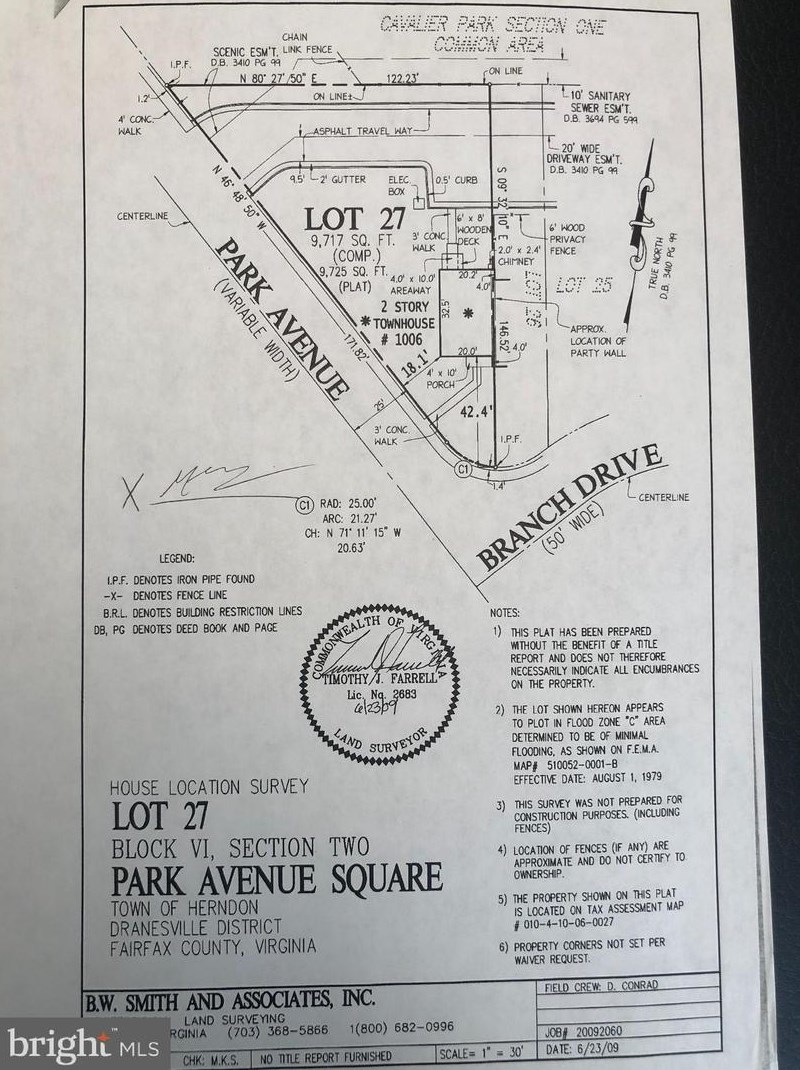 CAVALIER PARK SECTION ONE
COMMON AREA
CHAIN
LINK FENCE
SCENIC ESM'T.
D.B. 3410 PG 99
I.P.F.
N 80° 27' 50" E
122.23'
ON LINE
ON LINE±
1.2'
4' CONC.
WALK
10' SANITARY
SEWER ESM'T.
D.B. 3694 PG 599
ASPHALT TRAVEL WAY
20' WIDE
DRIVEWAY ESM'T.
D.B. 3410 PG 99
N 46° 48' 50" W
9.5'
2' GUTTER
ELEC.
BOX
0.5' CURB
S 09° 32' 10" E
146.52'
CENTERLINE
LOT 27
9,717 SQ. FT.
(COMP.)
9,725 SQ. FT.
(PLAT)
3' CONC.
WALK
6' x 8'
WOODEN
DECK
6' WOOD
PRIVACY
FENCE
2.0' x 2.4'
CHIMNEY
4.0' x 10.0'
AREAWAY
20.2'
4.0'
LOT 25
TRUE NORTH
D.B. 3410 PG 99
PARK AVENUE
(VARIABLE WIDTH)
2 STORY
* TOWNHOUSE
# 1006
32.5'
*
APPROX.
LOCATION OF
PARTY WALL
171.82'
18.1'
20.0'
4.0'
4' x 10'
PORCH
25'
42.4'
3' CONC.
WALK
I.P.F.
C1
1.4'
BRANCH DRIVE
(50' WIDE)
CENTERLINE
X
C1 RAD: 25.00'
ARC: 21.27'
CH: N 71° 11' 15" W
20.63'
LEGEND:
I.P.F. DENOTES IRON PIPE FOUND
-X- DENOTES FENCE LINE
B.R.L. DENOTES BUILDING RESTRICTION LINES
DB, PG DENOTES DEED BOOK AND PAGE
COMMONWEALTH OF VIRGINIA
TIMOTHY J. FARRELL
Lic. No. 2683
6/23/09
LAND SURVEYOR
NOTES:
1) THIS PLAT HAS BEEN PREPARED
WITHOUT THE BENEFIT OF A TITLE
REPORT AND DOES NOT THEREFORE
NECESSARILY INDICATE ALL ENCUMBRANCES
ON THE PROPERTY.
2) THE LOT SHOWN HEREON APPEARS
TO PLOT IN FLOOD ZONE "C" AREA
DETERMINED TO BE OF MINIMAL
FLOODING, AS SHOWN ON F.E.M.A.
MAP# 510052-0001-B
EFFECTIVE DATE: AUGUST 1, 1979
3) THIS SURVEY WAS NOT PREPARED FOR
CONSTRUCTION PURPOSES. (INCLUDING
FENCES)
4) LOCATION OF FENCES (IF ANY) ARE
APPROXIMATE AND DO NOT CERTIFY TO
OWNERSHIP.
5) THE PROPERTY SHOWN ON THIS PLAT
IS LOCATED ON TAX ASSESSMENT MAP
# 010-4-10-06-0027
6) PROPERTY CORNERS NOT SET PER
WAIVER REQUEST.
HOUSE LOCATION SURVEY
LOT 27
BLOCK VI, SECTION TWO
PARK AVENUE SQUARE
TOWN OF HERNDON
DRANESVILLE DISTRICT
FAIRFAX COUNTY, VIRGINIA
B.W. SMITH AND ASSOCIATES, INC.
LAND SURVEYING
RGINIA (703) 368-5866 1(800) 682-0996
CHK: M.K.S.
NO TITLE REPORT FURNISHED
SCALE= 1" = 30'
FIELD CREW: D. CONRAD
JOB# 20092060
DATE: 6/23/09
bright™ MLS